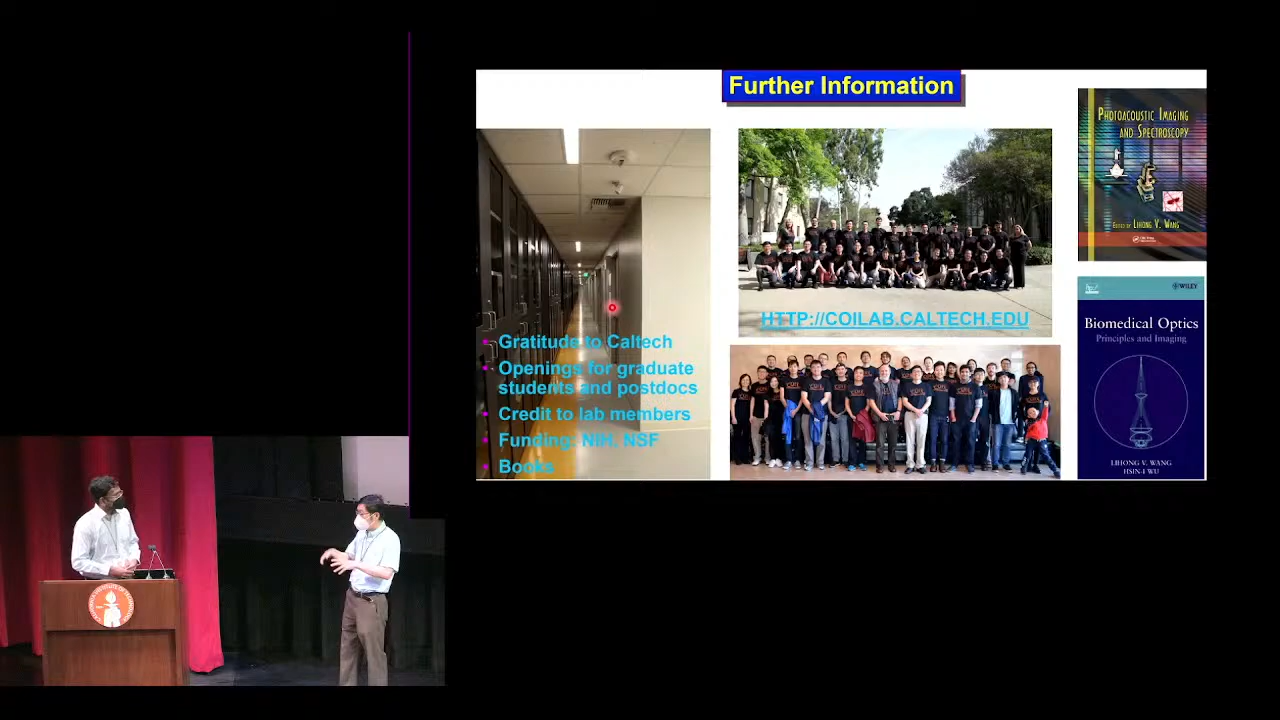 Further Information
Gratitude to Caltech
Openings for graduate
students and postdocs
Credit to lab members
Funding: NIH, NSF
Books
HTTP://COILAB.CALTECH.EDU
PHOTOACOUSTIC IMAGING
AND SPECTROSCOPY
EDITED BY LIHONG V. WANG
WILEY
Biomedical Optics
Principles and Imaging
LIHONG V. WANG
HSIN-I WU